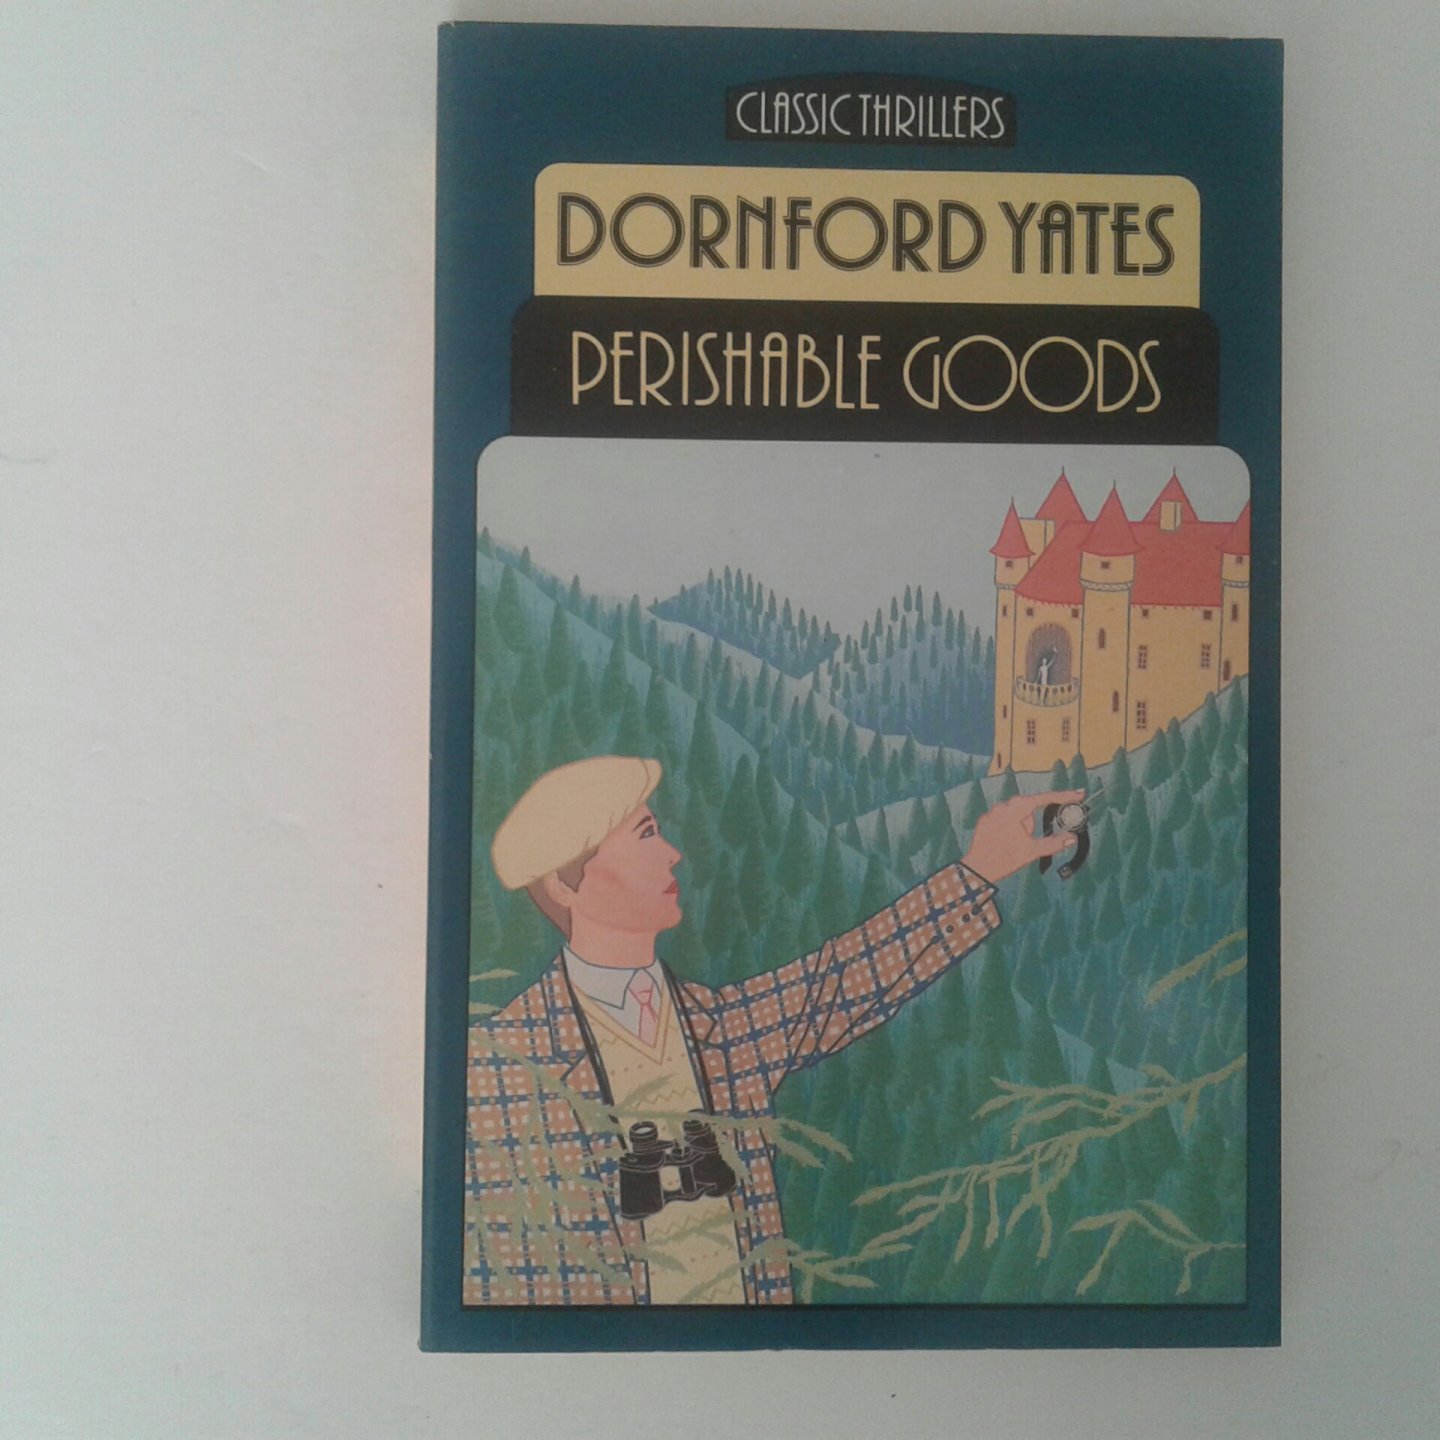 CLASSIC THRILLERS
DORNFORD YATES
PERISHABLE GOODS